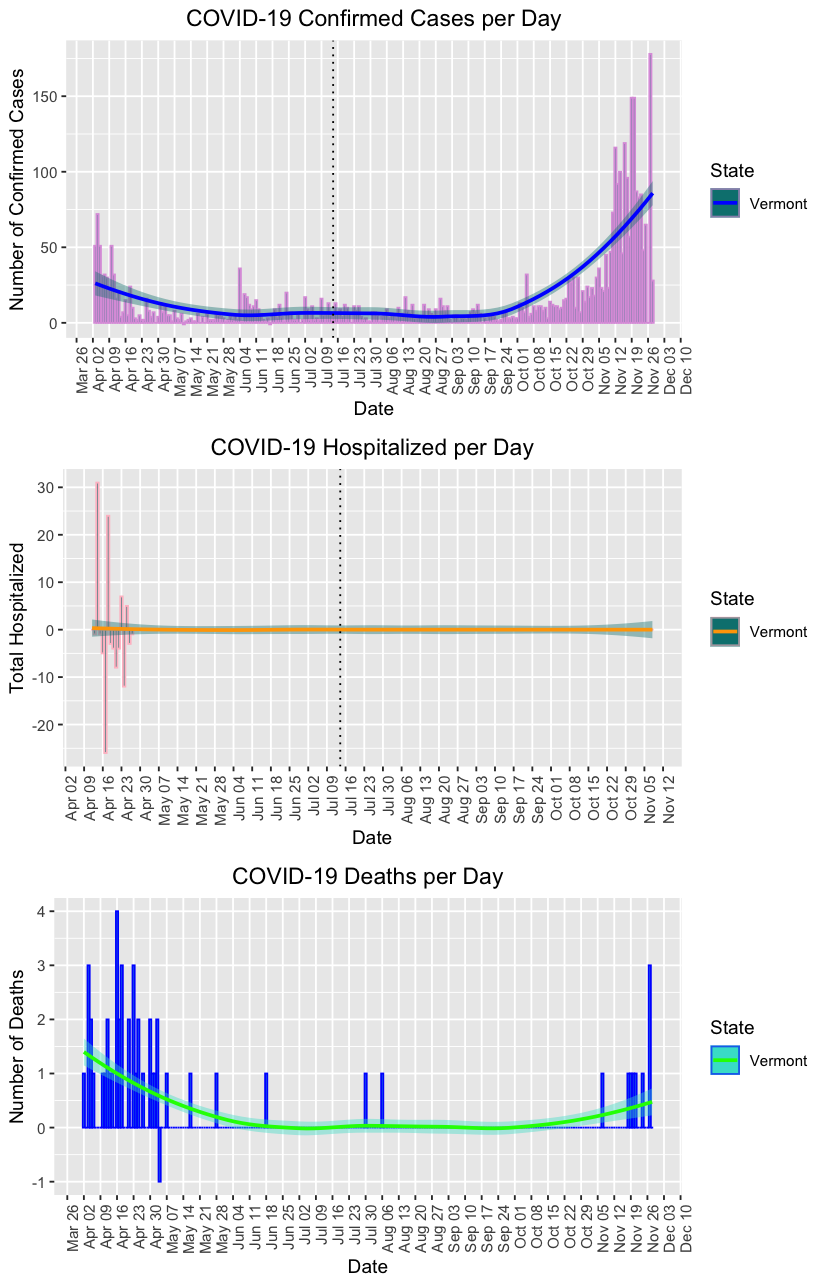 COVID-19 Confirmed Cases per Day
Number of Confirmed Cases
150
100
50
0
Mar 26
Apr 02
Apr 09
Apr 16
Apr 23
Apr 30
May 07
May 14
May 21
May 28
Jun 04
Jun 11
Jun 18
Jun 25
Jul 02
Jul 09
Jul 16
Jul 23
Jul 30
Aug 06
Aug 13
Aug 20
Aug 27
Sep 03
Sep 10
Sep 17
Sep 24
Oct 01
Oct 08
Oct 15
Oct 22
Oct 29
Nov 05
Nov 12
Nov 19
Nov 26
Dec 03
Dec 10
Date
State
Vermont
COVID-19 Hospitalized per Day
Total Hospitalized
30
20
10
0
-10
-20
Apr 02
Apr 09
Apr 16
Apr 23
Apr 30
May 07
May 14
May 21
May 28
Jun 04
Jun 11
Jun 18
Jun 25
Jul 02
Jul 09
Jul 16
Jul 23
Jul 30
Aug 06
Aug 13
Aug 20
Aug 27
Sep 03
Sep 10
Sep 17
Sep 24
Oct 01
Oct 08
Oct 15
Oct 22
Oct 29
Nov 05
Nov 12
Date
State
Vermont
COVID-19 Deaths per Day
Number of Deaths
4
3
2
1
0
-1
Mar 26
Apr 02
Apr 09
Apr 16
Apr 23
Apr 30
May 07
May 14
May 21
May 28
Jun 04
Jun 11
Jun 18
Jun 25
Jul 02
Jul 09
Jul 16
Jul 23
Jul 30
Aug 06
Aug 13
Aug 20
Aug 27
Sep 03
Sep 10
Sep 17
Sep 24
Oct 01
Oct 08
Oct 15
Oct 22
Oct 29
Nov 05
Nov 12
Nov 19
Nov 26
Dec 03
Dec 10
Date
State
Vermont